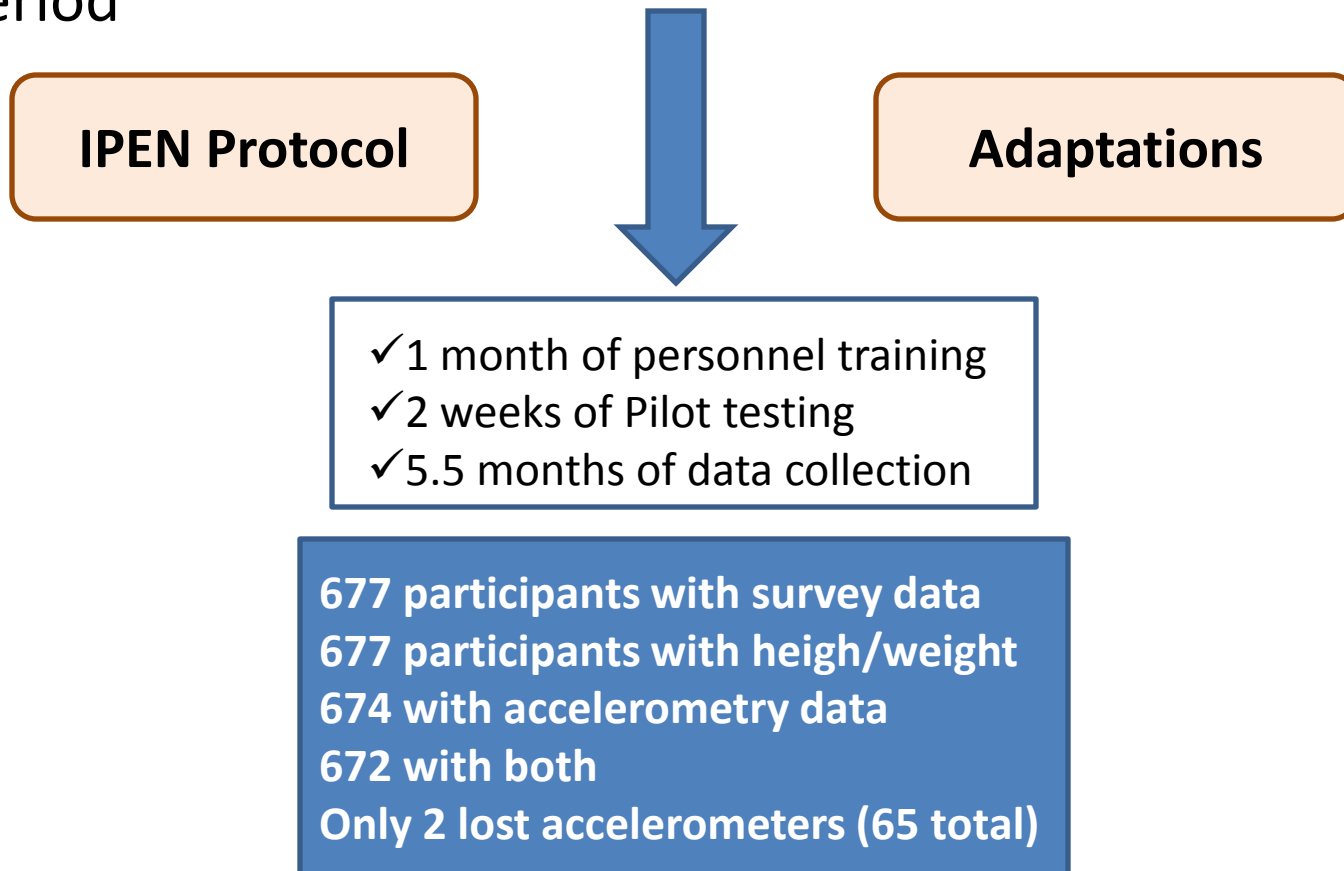 IPEN Protocol
Adaptations
✓1 month of personnel training
✓2 weeks of Pilot testing
✓5.5 months of data collection
677 participants with survey data
677 participants with heigh/weight
674 with accelerometry data
672 with both
Only 2 lost accelerometers (65 total)